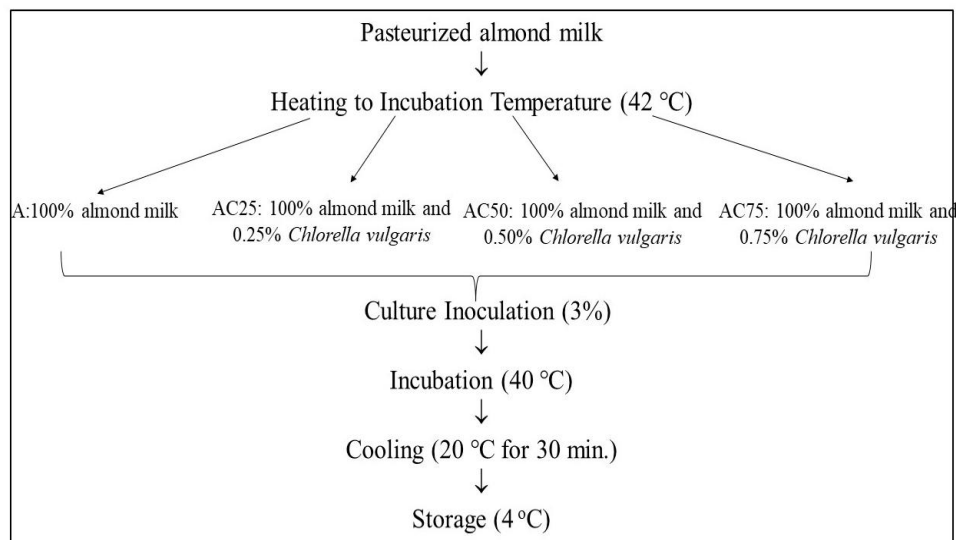 Pasteurized almond milk
Heating to Incubation Temperature (42 °C)
A:100% almond milk
AC25: 100% almond milk and
0.25% Chlorella vulgaris
AC50: 100% almond milk and
0.50% Chlorella vulgaris
AC75: 100% almond milk and
0.75% Chlorella vulgaris
Culture Inoculation (3%)
Incubation (40 °C)
Cooling (20 °C for 30 min.)
Storage (4 °C)